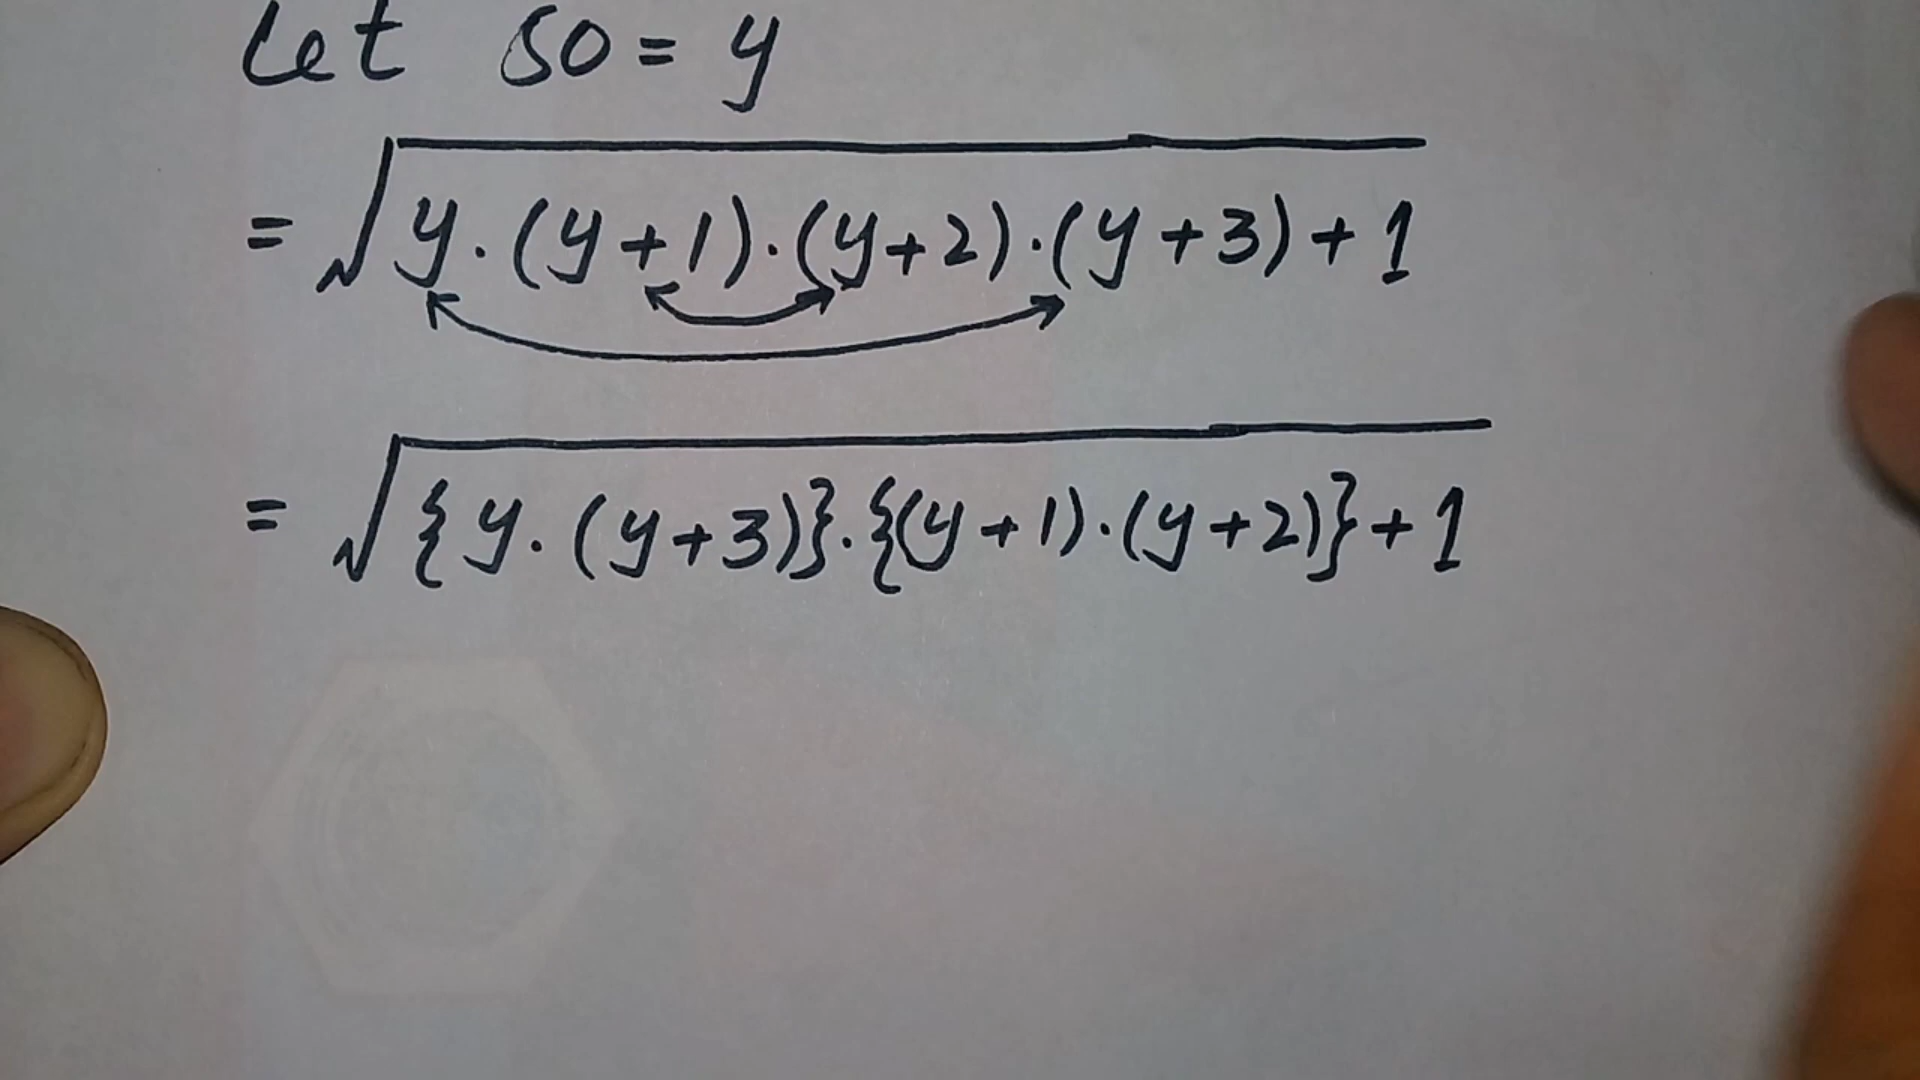 Let 50 = y
= √y.(y+1).(y+2).(y+3)+1
= √{y.(y+3)}.{(y+1).(y+2)}+1